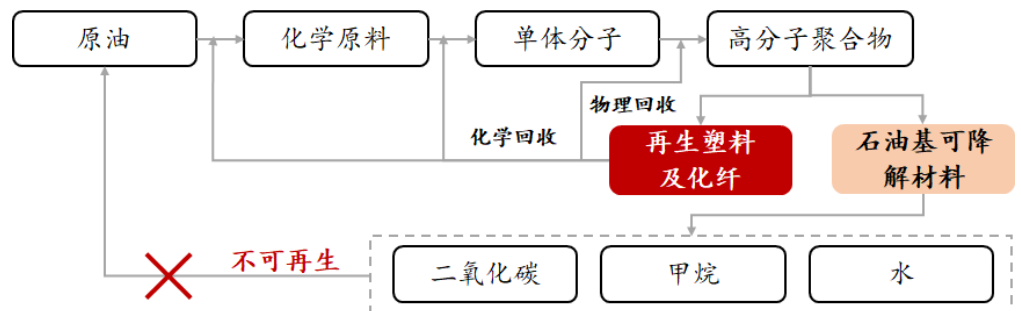 原油
化学原料
单体分子
高分子聚合物
物理回收
化学回收
再生塑料
及化纤
石油基可降
解材料
不可再生
二氧化碳
甲烷
水